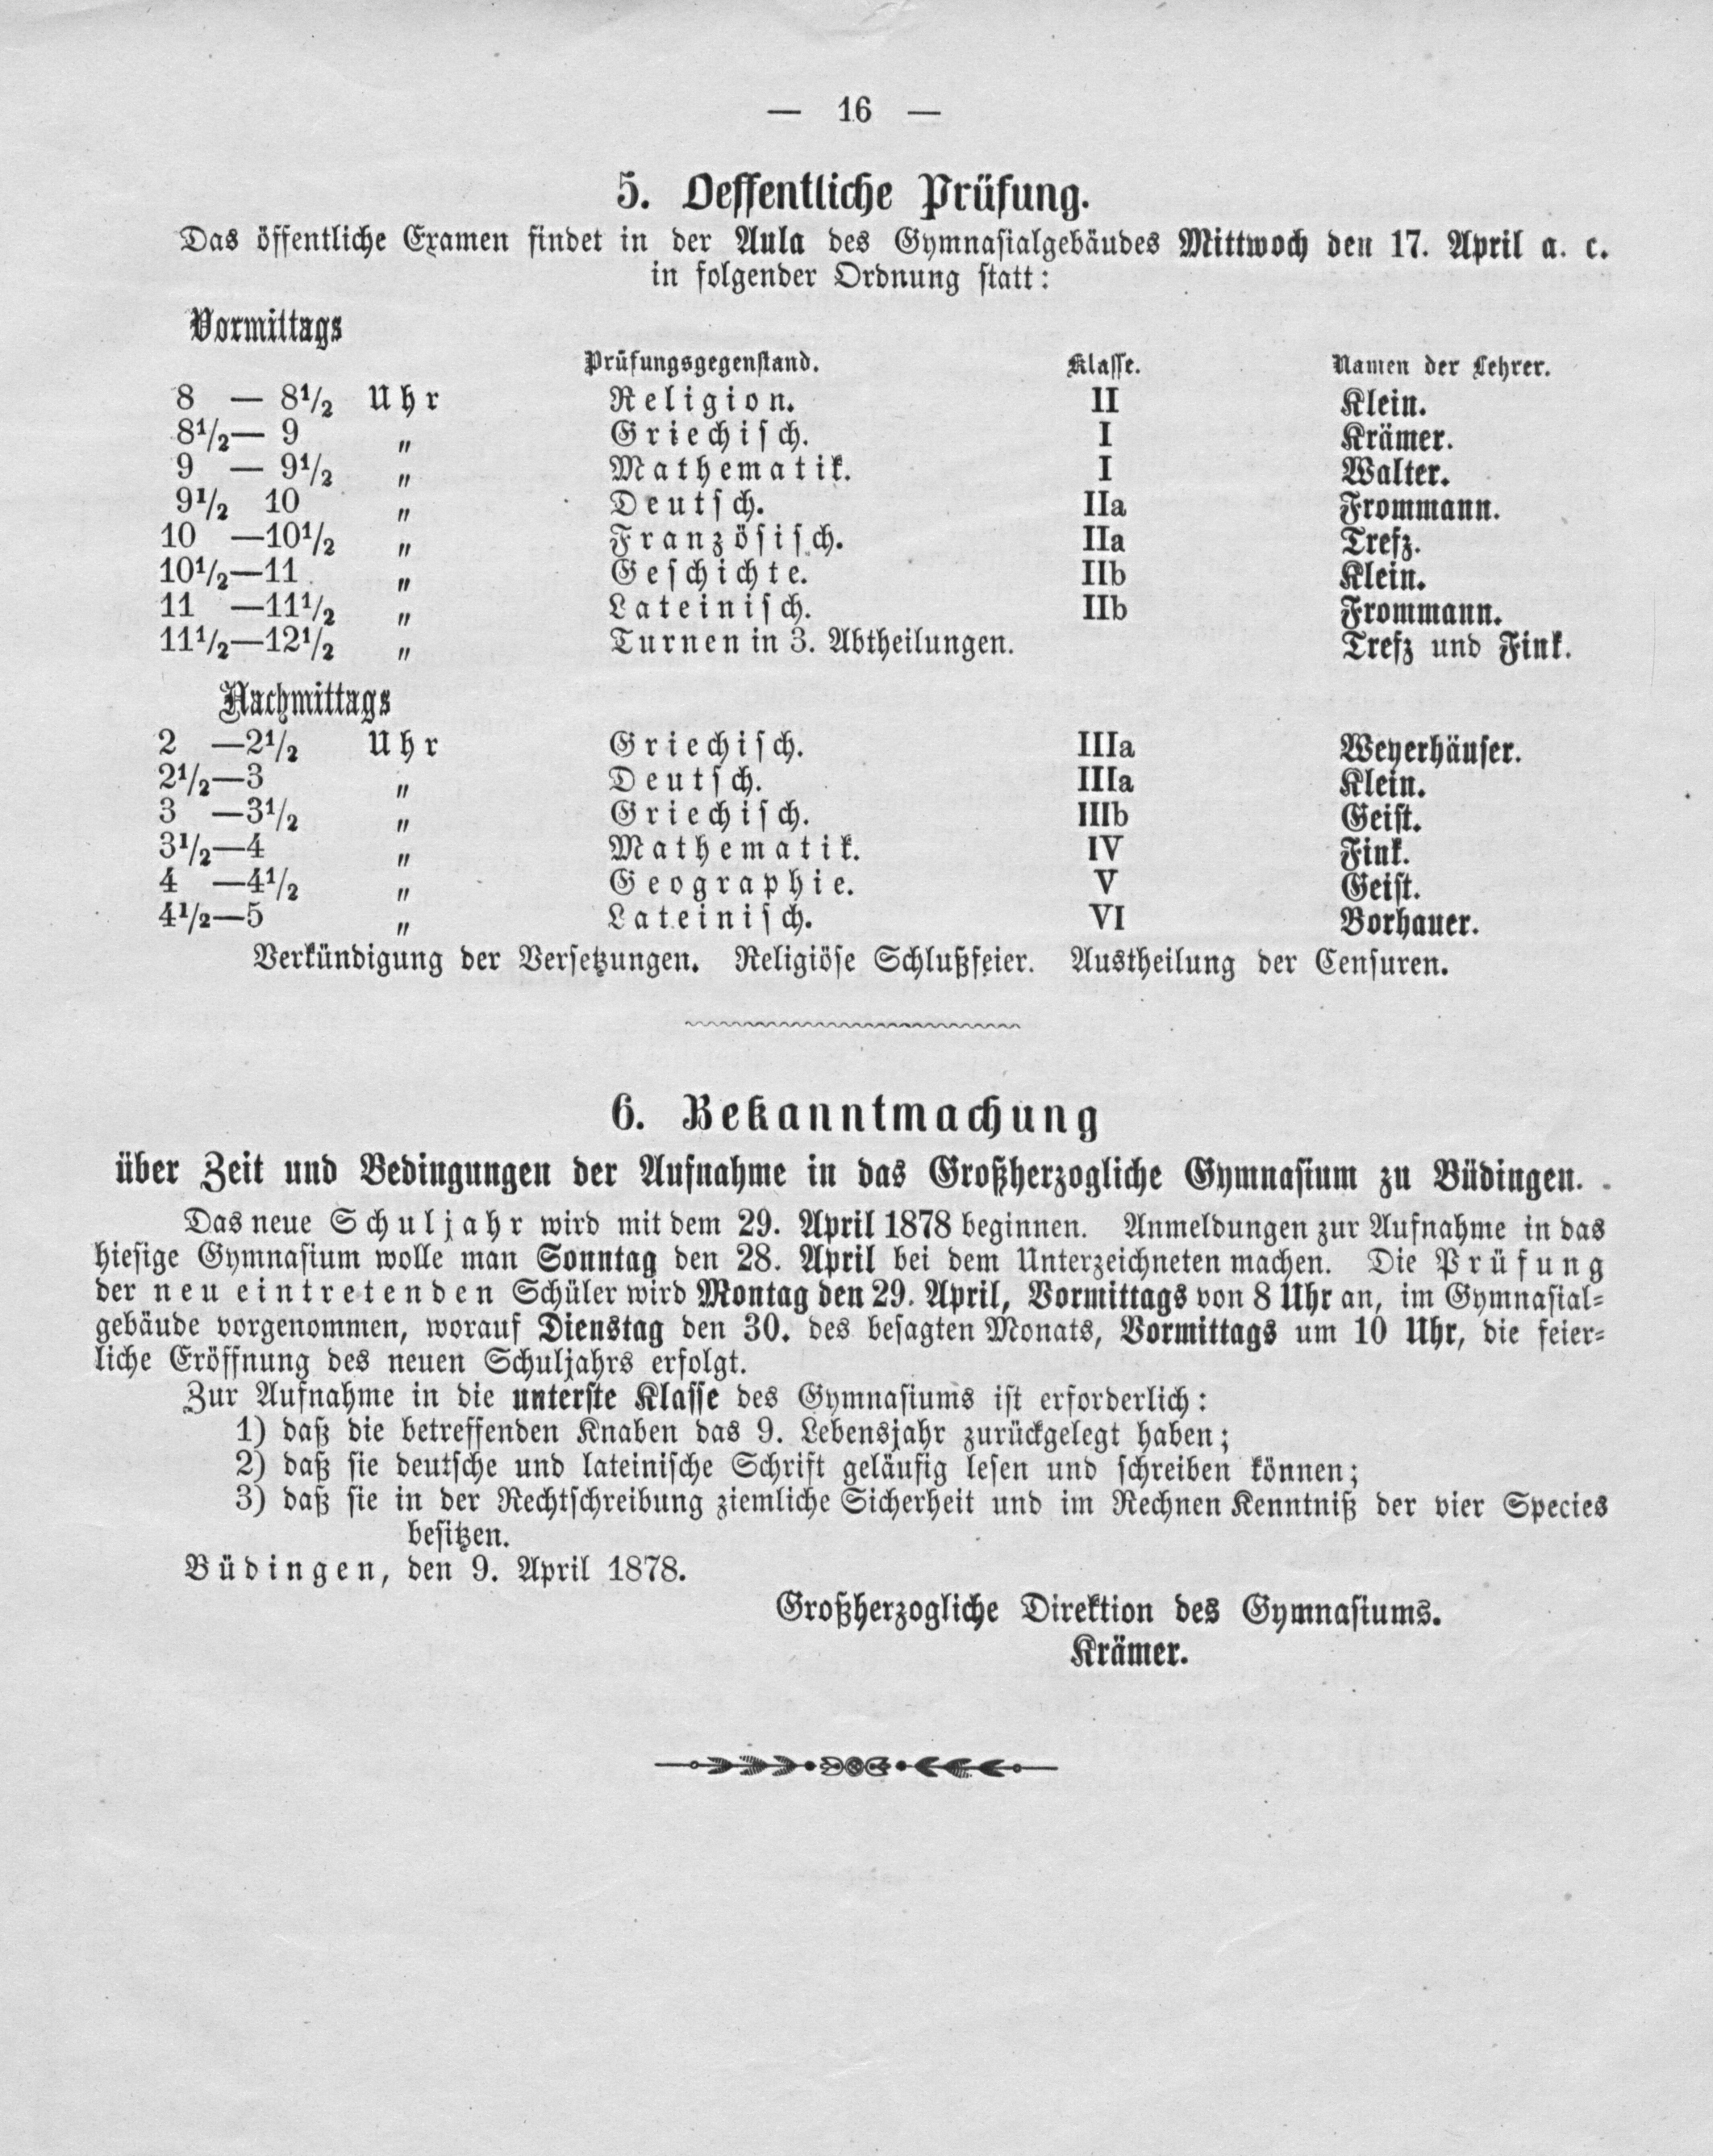 — 16 —
5. Oeffentliche Prüfung.
Das öffentliche Examen findet in der Aula des Gymnasialgebäudes Mittwoch den 17. April a. c.
in folgender Ordnung statt:
Vormittags
Prüfungsgegenstand. Klasse. Namen der Lehrer.
8 — 8½ Uhr Religion. II Klein.
8½— 9 „ Griechisch. I Krämer.
9 — 9½ „ Mathematik. I Walter.
9½ 10 „ Deutsch. IIa Frommann.
10 —10½ „ Französisch. IIa Trefz.
10½—11 „ Geschichte. IIb Klein.
11 —11½ „ Lateinisch. IIb Frommann.
11½—12½ „ Turnen in 3. Abtheilungen. Trefz und Fink.
Nachmittags
2 —2½ Uhr Griechisch. IIIa Weyerhäuser.
2½—3 „ Deutsch. IIIa Klein.
3 —3½ „ Griechisch. IIIb Geist.
3½—4 „ Mathematik. IV Fink.
4 —4½ „ Geographie. V Geist.
4½—5 „ Lateinisch. VI Borhauer.
Verkündigung der Versetzungen. Religiöse Schlußfeier. Austheilung der Censuren.
6. Bekanntmachung
über Zeit und Bedingungen der Aufnahme in das Großherzogliche Gymnasium zu Büdingen.
Das neue Schuljahr wird mit dem 29. April 1878 beginnen. Anmeldungen zur Aufnahme in das
hiesige Gymnasium wolle man Sonntag den 28. April bei dem Unterzeichneten machen. Die Prüfung
der neu eintretenden Schüler wird Montag den 29. April, Vormittags von 8 Uhr an, im Gymnasial-
gebäude vorgenommen, worauf Dienstag den 30. des besagten Monats, Vormittags um 10 Uhr, die feier-
liche Eröffnung des neuen Schuljahrs erfolgt.
Zur Aufnahme in die unterste Klasse des Gymnasiums ist erforderlich:
1) daß die betreffenden Knaben das 9. Lebensjahr zurückgelegt haben;
2) daß sie deutsche und lateinische Schrift geläufig lesen und schreiben können;
3) daß sie in der Rechtschreibung ziemliche Sicherheit und im Rechnen Kenntniß der vier Species
besitzen.
Büdingen, den 9. April 1878.
Großherzogliche Direktion des Gymnasiums.
Krämer.